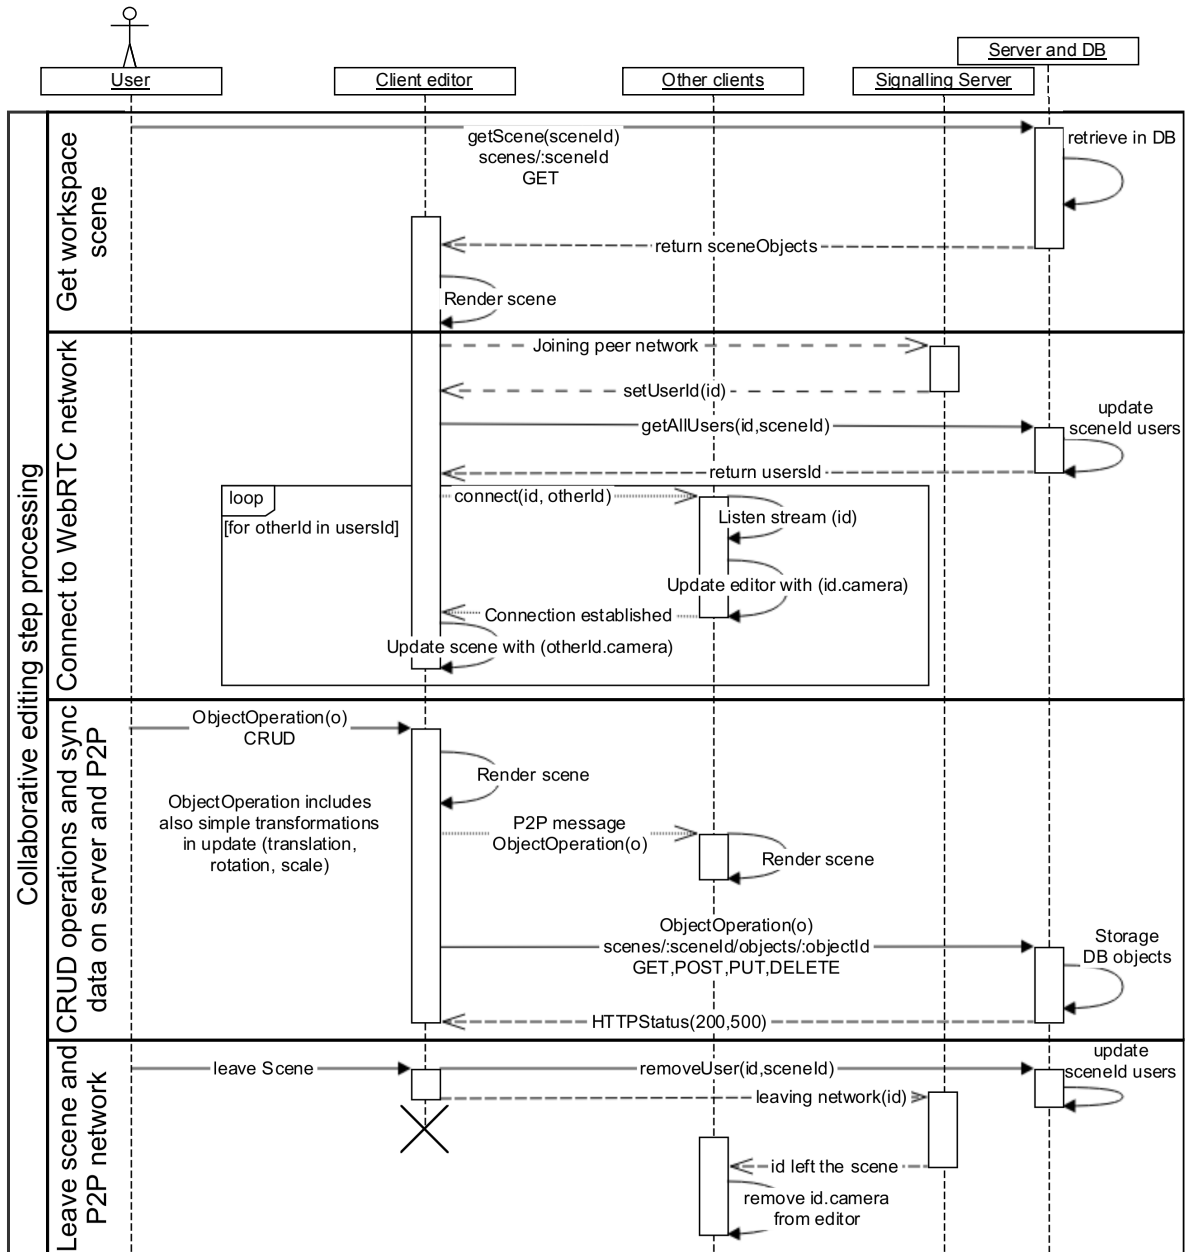 Server and DB
User
Client editor
Other clients
Signalling Server
Collaborative editing step processing
Get workspace
scene
getScene(sceneId)
scenes/:sceneId
GET
retrieve in DB
return sceneObjects
Render scene
Connect to WebRTC network
Joining peer network
setUserId(id)
getAllUsers(id,sceneId)
update
sceneId users
return usersId
loop
[for otherId in usersId]
connect(id, otherId)
Listen stream (id)
Update editor with (id.camera)
Connection established
Update scene with (otherId.camera)
CRUD operations and sync
data on server and P2P
ObjectOperation(o)
CRUD
Render scene
ObjectOperation includes
also simple transformations
in update (translation,
rotation, scale)
P2P message
ObjectOperation(o)
Render scene
ObjectOperation(o)
scenes/:sceneId/objects/:objectId
GET,POST,PUT,DELETE
Storage
DB objects
HTTPStatus(200,500)
Leave scene and
P2P network
leave Scene
removeUser(id,sceneId)
update
sceneId users
leaving network(id)
id left the scene
remove id.camera
from editor